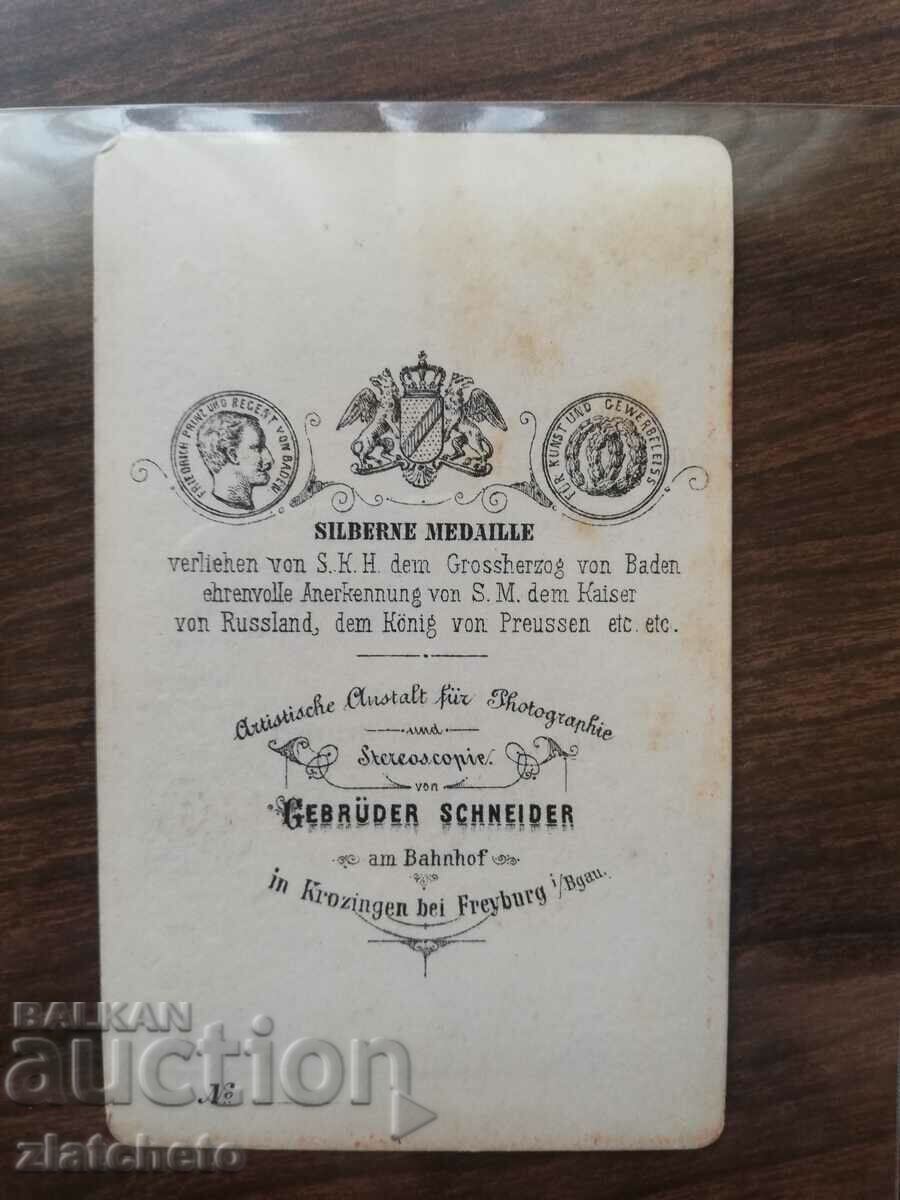 FRIEDRICH PRINZ UND REGEST VON BADEN
FÜR KUNST UND GEWERBFLEISS
SILBERNE MEDAILLE
verliehen von S.K.H. dem Grossherzog von Baden
ehrenvolle Anerkennung von S.M. dem Kaiser
von Russland, dem König von Preussen etc. etc.
Artistische Anstalt für Photographie
und
Stereoscopie
von
GEBRÜDER SCHNEIDER
am Bahnhof
in Krozingen bei Freyburg i/Bgau.
№
BALKAN
auction
zlatcheto